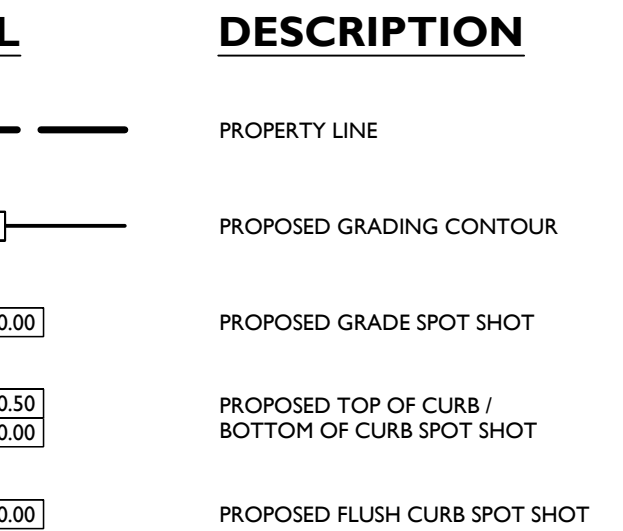 L DESCRIPTION
PROPERTY LINE
PROPOSED GRADING CONTOUR
0.00 PROPOSED GRADE SPOT SHOT
0.50 PROPOSED TOP OF CURB /
0.00 BOTTOM OF CURB SPOT SHOT
0.00 PROPOSED FLUSH CURB SPOT SHOT